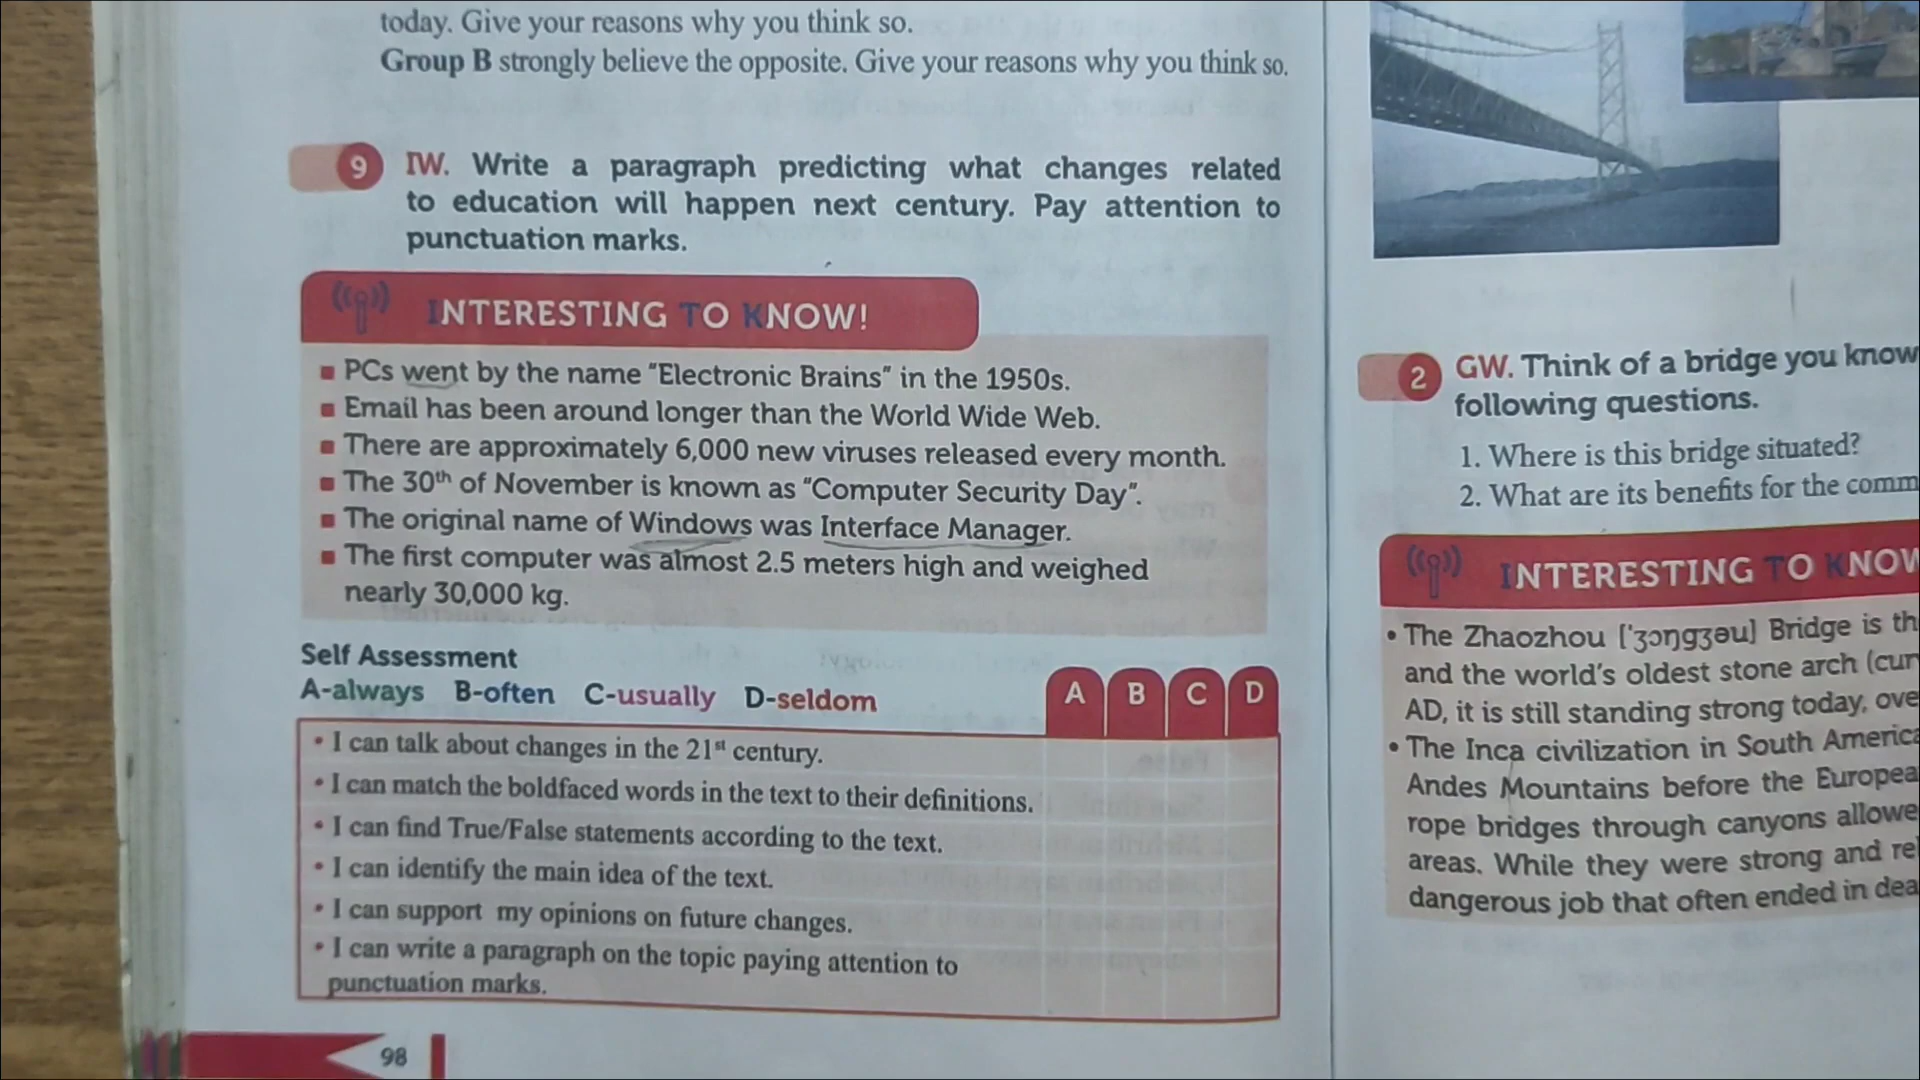 today. Give your reasons why you think so.
Group B strongly believe the opposite. Give your reasons why you think so.
9 IW. Write a paragraph predicting what changes related
to education will happen next century. Pay attention to
punctuation marks.
INTERESTING TO KNOW!
▪ PCs went by the name "Electronic Brains" in the 1950s.
▪ Email has been around longer than the World Wide Web.
▪ There are approximately 6,000 new viruses released every month.
▪ The 30th of November is known as "Computer Security Day".
▪ The original name of Windows was Interface Manager.
▪ The first computer was almost 2.5 meters high and weighed
nearly 30,000 kg.
Self Assessment
A-always B-often C-usually D-seldom
A B C D
• I can talk about changes in the 21st century.
• I can match the boldfaced words in the text to their definitions.
• I can find True/False statements according to the text.
• I can identify the main idea of the text.
• I can support my opinions on future changes.
• I can write a paragraph on the topic paying attention to
punctuation marks.
98
2 GW. Think of a bridge you know
following questions.
1. Where is this bridge situated?
2. What are its benefits for the comm
INTERESTING TO KNOW
• The Zhaozhou ['ʒɔŋgʒəu] Bridge is th
and the world's oldest stone arch (cur
AD, it is still standing strong today, ove
• The Inca civilization in South America
Andes Mountains before the Europea
rope bridges through canyons allowe
areas. While they were strong and rel
dangerous job that often ended in dea